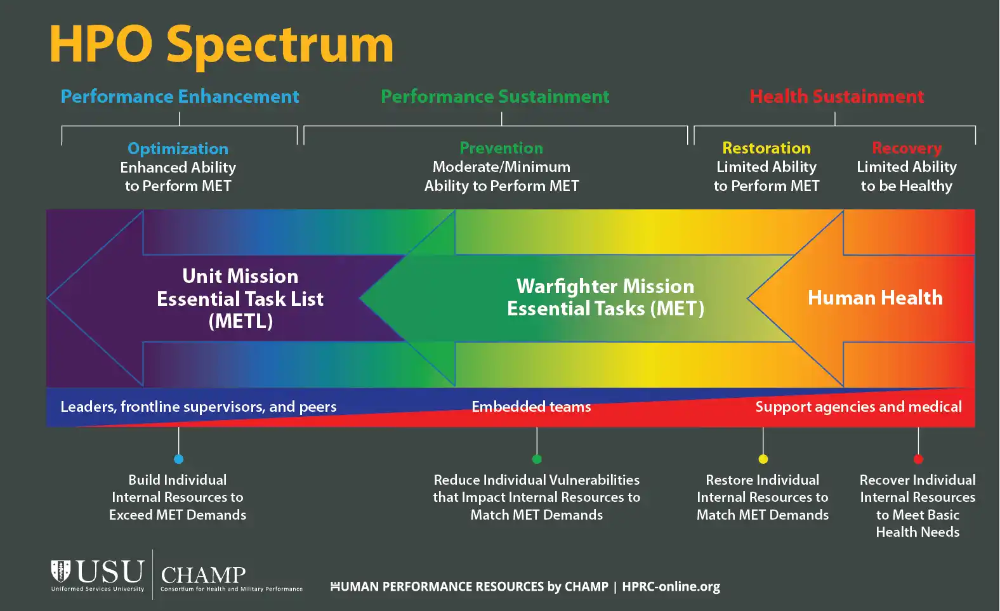 HPO Spectrum
Performance Enhancement
Performance Sustainment
Health Sustainment
Optimization
Enhanced Ability
to Perform MET
Prevention
Moderate/Minimum
Ability to Perform MET
Restoration
Limited Ability
to Perform MET
Recovery
Limited Ability
to be Healthy
Unit Mission
Essential Task List
(METL)
Warfighter Mission
Essential Tasks (MET)
Human Health
Leaders, frontline supervisors, and peers
Embedded teams
Support agencies and medical
Build Individual
Internal Resources to
Exceed MET Demands
Reduce Individual Vulnerabilities
that Impact Internal Resources to
Match MET Demands
Restore Individual
Internal Resources to
Match MET Demands
Recover Individual
Internal Resources
to Meet Basic
Health Needs
USU
Uniformed Services University
CHAMP
Consortium for Health and Military Performance
HUMAN PERFORMANCE RESOURCES by CHAMP | HPRC-online.org